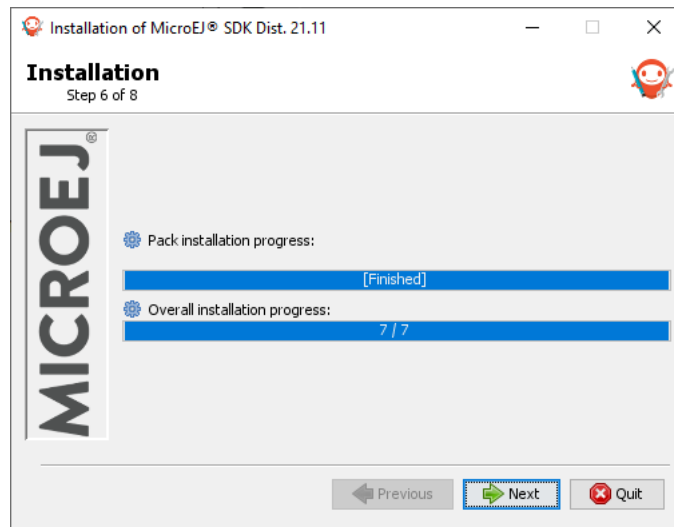 Installation of MicroEJ® SDK Dist. 21.11
Installation
Step 6 of 8
MICROEJ®
Pack installation progress:
[Finished]
Overall installation progress:
7 / 7
Previous
Next
Quit